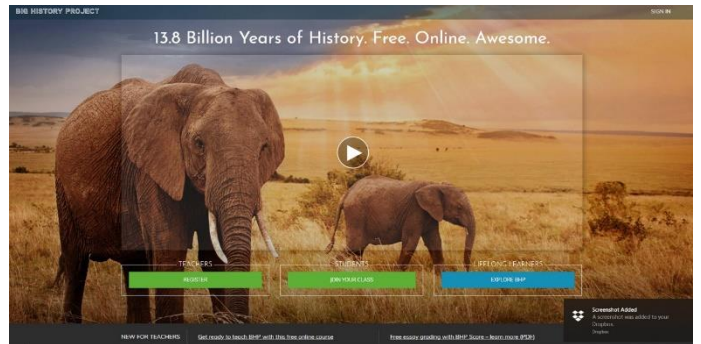 BIG HISTORY PROJECT
SIGN IN
13.8 Billion Years of History. Free. Online. Awesome.
TEACHERS
STUDENTS
LIFELONG LEARNERS
REGISTER
JOIN YOUR CLASS
EXPLORE BHP
Screenshot Added
A screenshot was added to your
Dropbox.
Dropbox
NEW FOR TEACHERS
Get ready to teach BHP with this free online course
Free essay grading with BHP Score – learn more (PDF)